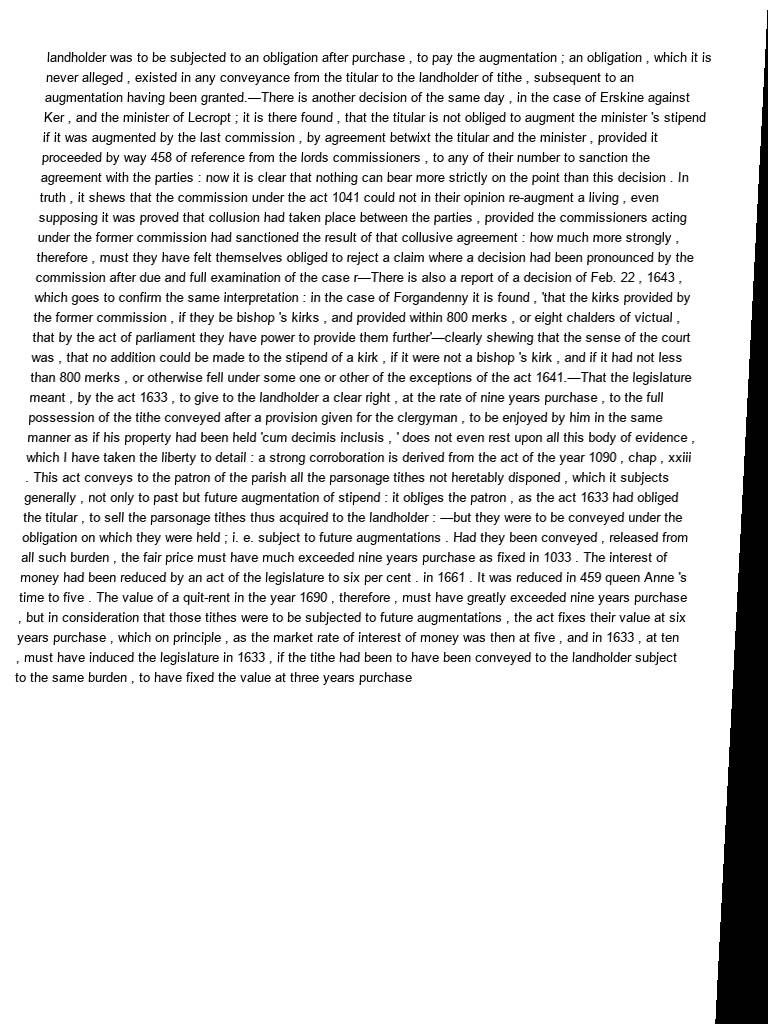 landholder was to be subjected to an obligation after purchase , to pay the augmentation ; an obligation , which it is
never alleged , existed in any conveyance from the titular to the landholder of tithe , subsequent to an
augmentation having been granted.—There is another decision of the same day , in the case of Erskine against
Ker , and the minister of Lecropt ; it is there found , that the titular is not obliged to augment the minister 's stipend
if it was augmented by the last commission , by agreement betwixt the titular and the minister , provided it
proceeded by way 458 of reference from the lords commissioners , to any of their number to sanction the
agreement with the parties : now it is clear that nothing can bear more strictly on the point than this decision . In
truth , it shews that the commission under the act 1041 could not in their opinion re-augment a living , even
supposing it was proved that collusion had taken place between the parties , provided the commissioners acting
under the former commission had sanctioned the result of that collusive agreement : how much more strongly ,
therefore , must they have felt themselves obliged to reject a claim where a decision had been pronounced by the
commission after due and full examination of the case r—There is also a report of a decision of Feb. 22 , 1643 ,
which goes to confirm the same interpretation : in the case of Forgandenny it is found , 'that the kirks provided by
the former commission , if they be bishop 's kirks , and provided within 800 merks , or eight chalders of victual ,
that by the act of parliament they have power to provide them further'—clearly shewing that the sense of the court
was , that no addition could be made to the stipend of a kirk , if it were not a bishop 's kirk , and if it had not less
than 800 merks , or otherwise fell under some one or other of the exceptions of the act 1641.—That the legislature
meant , by the act 1633 , to give to the landholder a clear right , at the rate of nine years purchase , to the full
possession of the tithe conveyed after a provision given for the clergyman , to be enjoyed by him in the same
manner as if his property had been held 'cum decimis inclusis , ' does not even rest upon all this body of evidence ,
which I have taken the liberty to detail : a strong corroboration is derived from the act of the year 1090 , chap , xxiii
. This act conveys to the patron of the parish all the parsonage tithes not heretably disponed , which it subjects
generally , not only to past but future augmentation of stipend : it obliges the patron , as the act 1633 had obliged
the titular , to sell the parsonage tithes thus acquired to the landholder : —but they were to be conveyed under the
obligation on which they were held ; i. e. subject to future augmentations . Had they been conveyed , released from
all such burden , the fair price must have much exceeded nine years purchase as fixed in 1033 . The interest of
money had been reduced by an act of the legislature to six per cent . in 1661 . It was reduced in 459 queen Anne 's
time to five . The value of a quit-rent in the year 1690 , therefore , must have greatly exceeded nine years purchase
, but in consideration that those tithes were to be subjected to future augmentations , the act fixes their value at six
years purchase , which on principle , as the market rate of interest of money was then at five , and in 1633 , at ten
, must have induced the legislature in 1633 , if the tithe had been to have been conveyed to the landholder subject
to the same burden , to have fixed the value at three years purchase